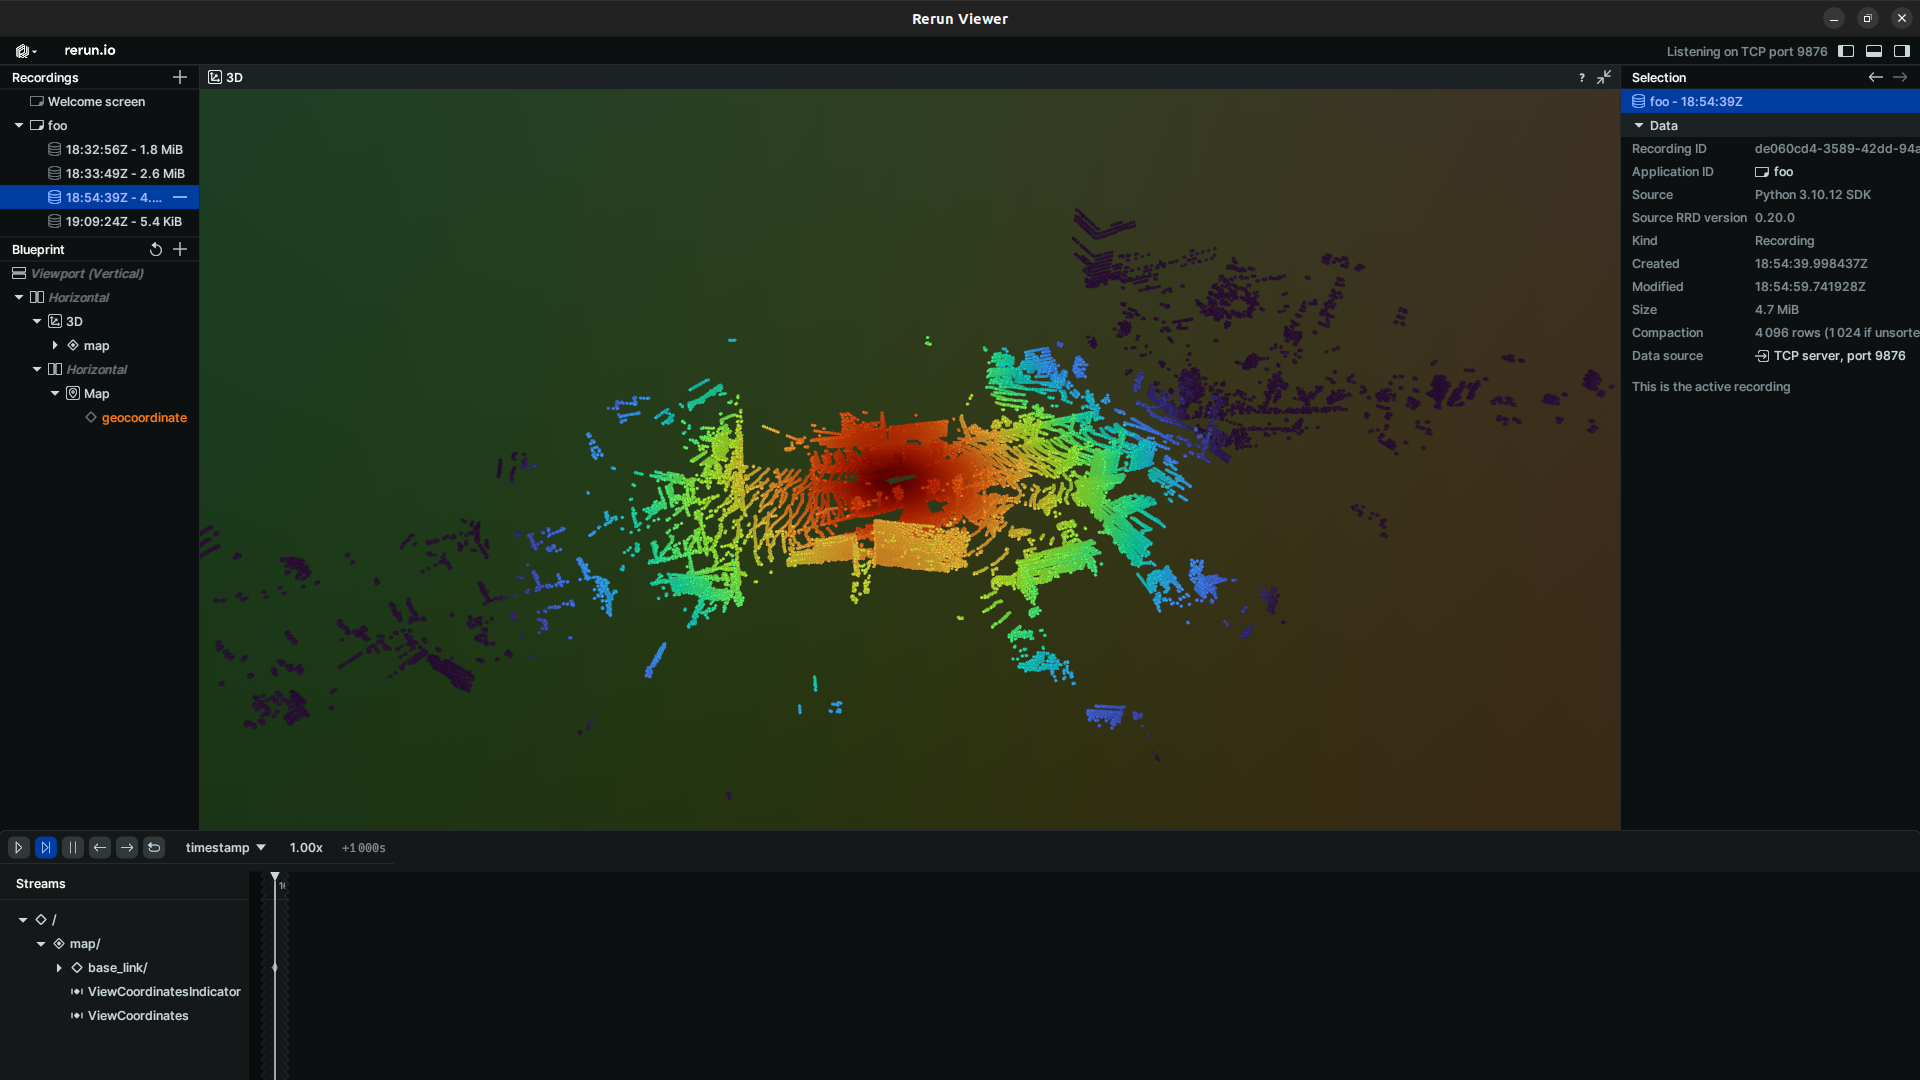 Rerun Viewer
rerun.io
Listening on TCP port 9876
Recordings
Welcome screen
foo
18:32:56Z - 1.8 MiB
18:33:49Z - 2.6 MiB
18:54:39Z - 4....
19:09:24Z - 5.4 KiB
Blueprint
Viewport (Vertical)
Horizontal
3D
map
Horizontal
Map
geocoordinate
3D
?
Selection
foo - 18:54:39Z
Data
Recording ID de060cd4-3589-42dd-94a
Application ID foo
Source Python 3.10.12 SDK
Source RRD version 0.20.0
Kind Recording
Created 18:54:39.998437Z
Modified 18:54:59.741928Z
Size 4.7 MiB
Compaction 4 096 rows (1 024 if unsorte
Data source TCP server, port 9876
This is the active recording
timestamp 1.00x +1 000s
Streams
/
map/
base_link/
ViewCoordinatesIndicator
ViewCoordinates